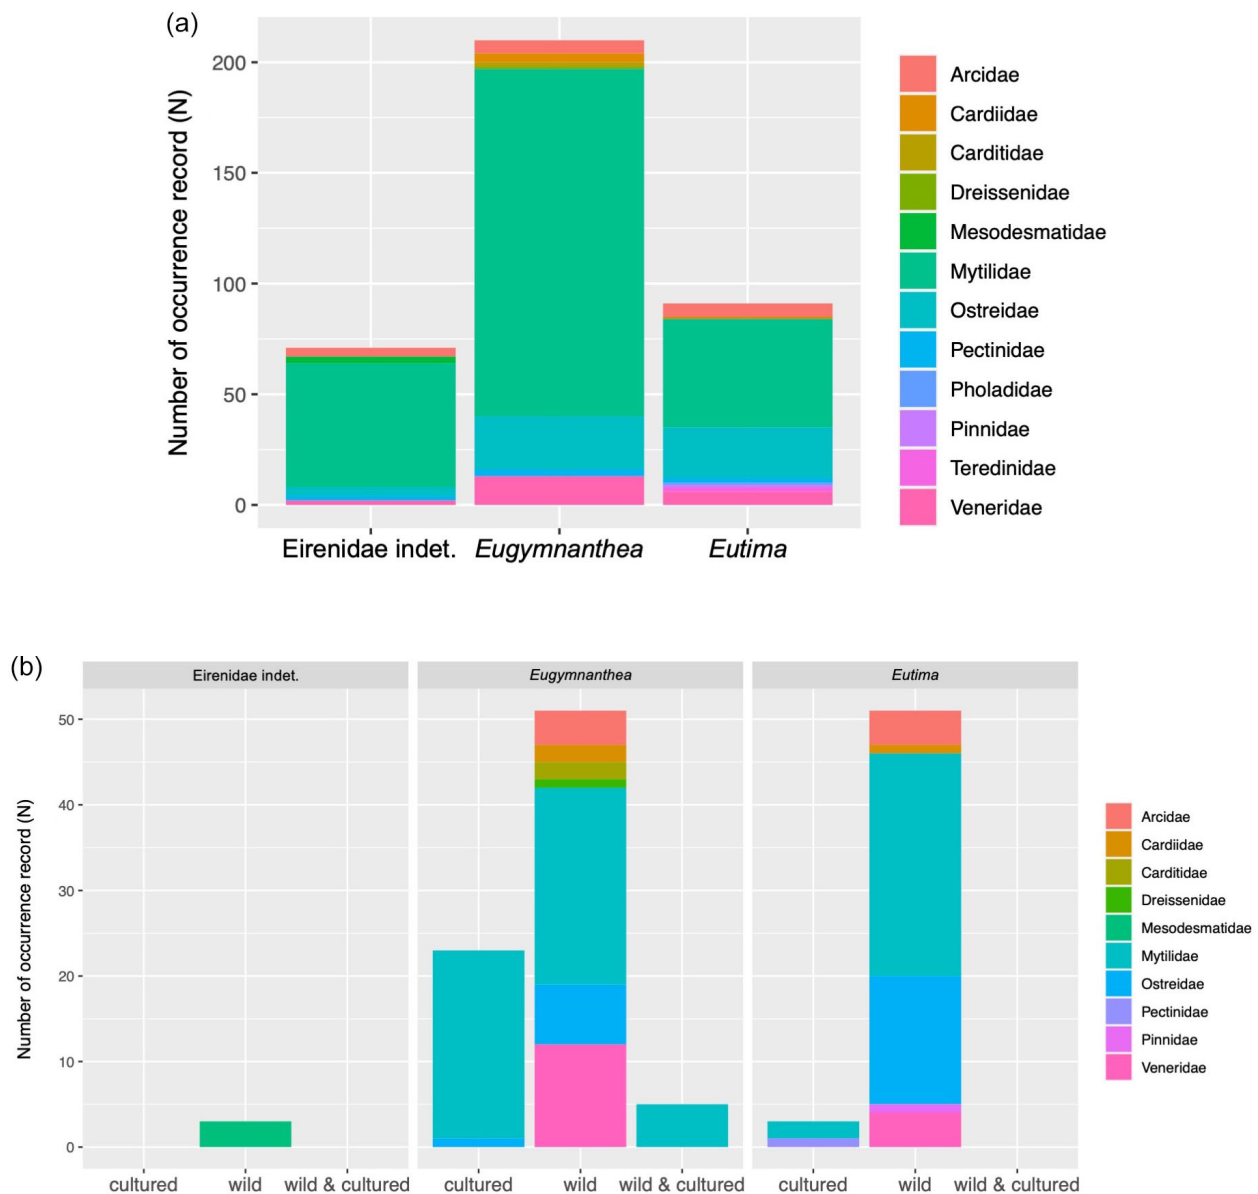 (a)
Number of occurrence record (N)
200
150
100
50
0
Eirenidae indet.
Eugymnanthea
Eutima
Arcidae
Cardiidae
Carditidae
Dreissenidae
Mesodesmatidae
Mytilidae
Ostreidae
Pectinidae
Pholadidae
Pinnidae
Teredinidae
Veneridae
(b)
Eirenidae indet.
Eugymnanthea
Eutima
Number of occurrence record (N)
50
40
30
20
10
0
cultured
wild
wild & cultured
cultured
wild
wild & cultured
cultured
wild
wild & cultured
Arcidae
Cardiidae
Carditidae
Dreissenidae
Mesodesmatidae
Mytilidae
Ostreidae
Pectinidae
Pinnidae
Veneridae